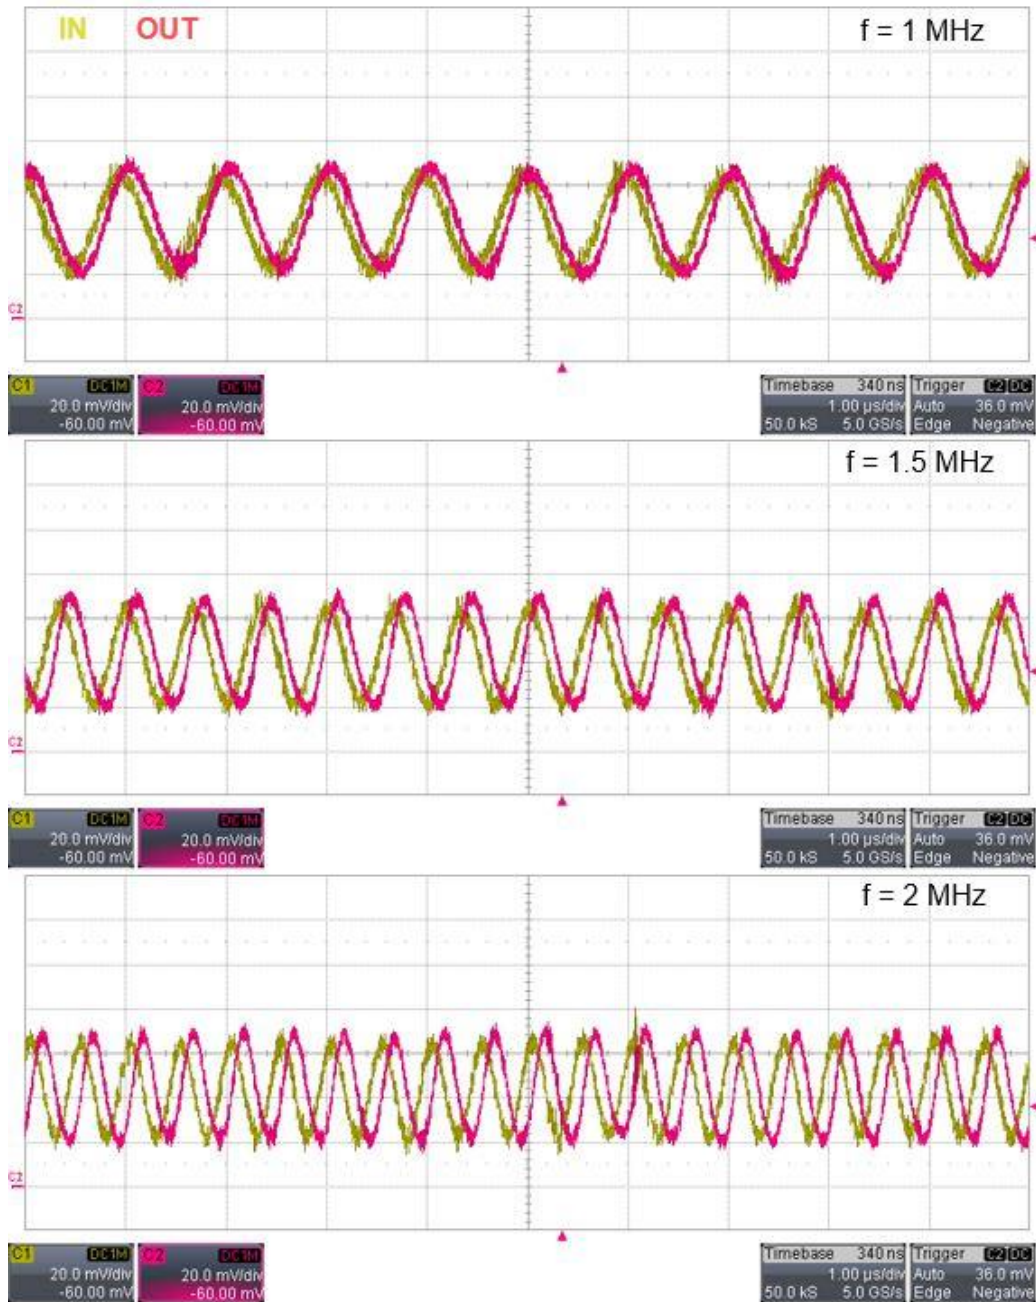 IN OUT f = 1 MHz
C2
C1 DC1M C2 DC1M Timebase 340 ns Trigger C2 DC
20.0 mV/div 20.0 mV/div 1.00 µs/div Auto 36.0 mV
-60.00 mV -60.00 mV 50.0 kS 5.0 GS/s Edge Negative
f = 1.5 MHz
C2
C1 DC1M C2 DC1M Timebase 340 ns Trigger C2 DC
20.0 mV/div 20.0 mV/div 1.00 µs/div Auto 36.0 mV
-60.00 mV -60.00 mV 50.0 kS 5.0 GS/s Edge Negative
f = 2 MHz
C2
C1 DC1M C2 DC1M Timebase 340 ns Trigger C2 DC
20.0 mV/div 20.0 mV/div 1.00 µs/div Auto 36.0 mV
-60.00 mV -60.00 mV 50.0 kS 5.0 GS/s Edge Negative